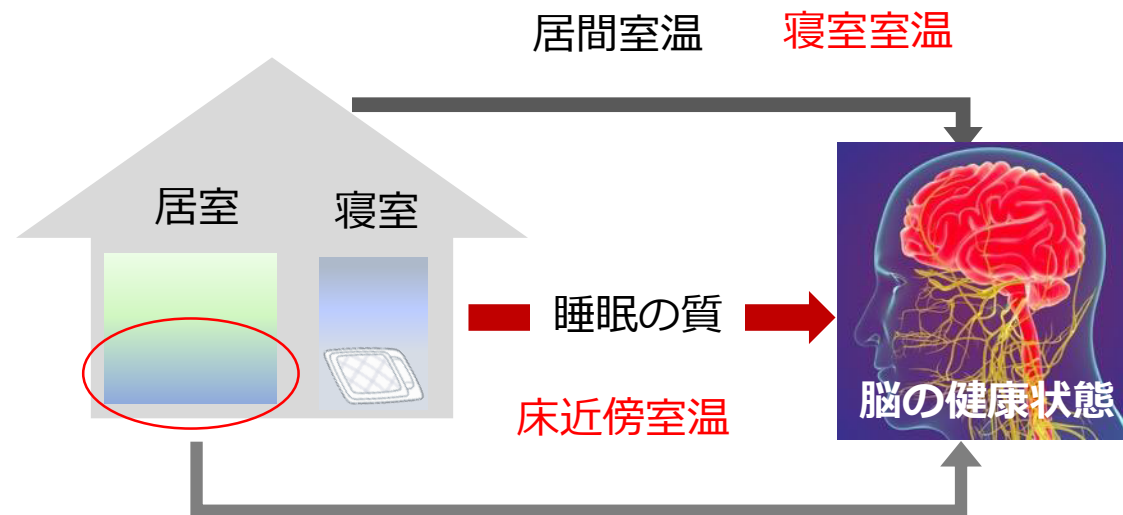 居間室温 寝室室温
居室 寝室
睡眠の質
床近傍室温
脳の健康状態